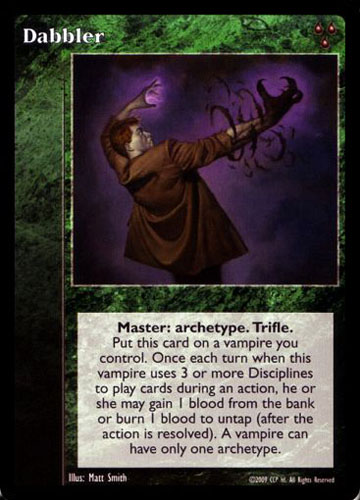 Dabbler
Master: archetype. Trifle.
Put this card on a vampire you
control. Once each turn when this
vampire uses 3 or more Disciplines
to play cards during an action, he or
she may gain 1 blood from the bank
or burn 1 blood to untap (after the
action is resolved). A vampire can
have only one archetype.
Illus: Matt Smith
©2009 CCP hf. All Rights Reserved